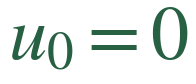 u₀ = 0